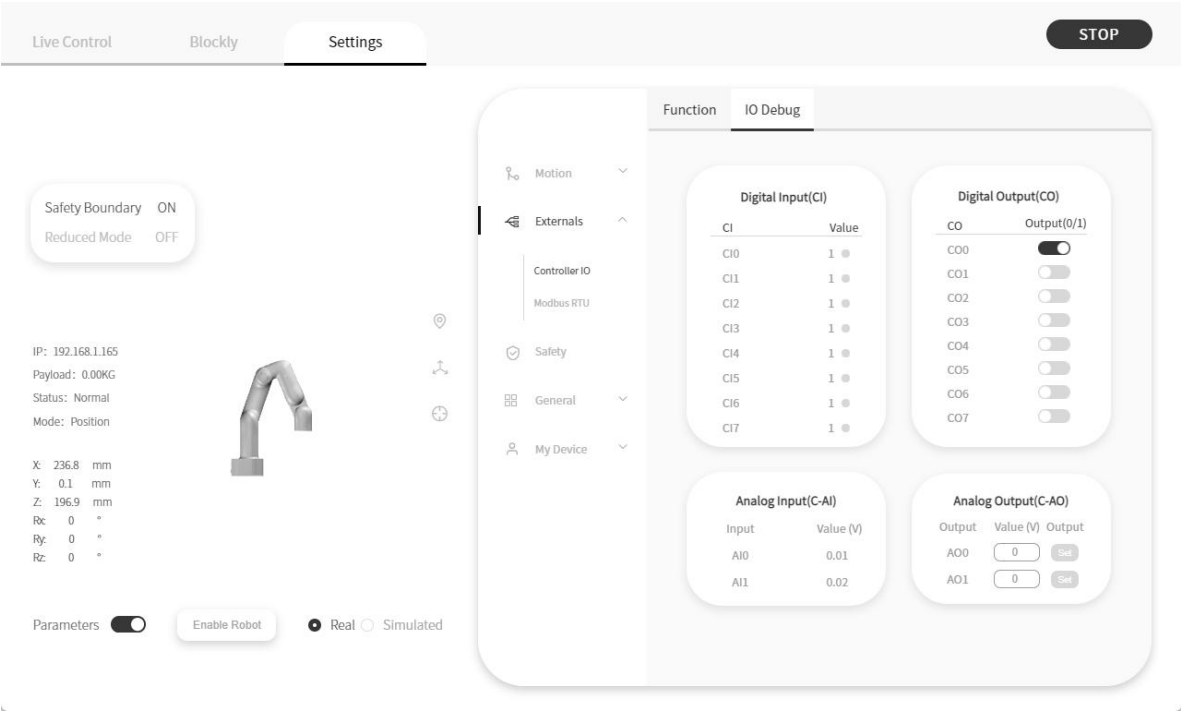 Live Control Blockly Settings STOP
Safety Boundary ON
Reduced Mode OFF
IP: 192.168.1.165
Payload: 0.00KG
Status: Normal
Mode: Position
X: 236.8 mm
Y: 0.1 mm
Z: 196.9 mm
Rx: 0 °
Ry: 0 °
Rz: 0 °
Parameters Enable Robot Real Simulated
Motion
Externals
Controller IO
Modbus RTU
Safety
General
My Device
Function IO Debug
Digital Input(CI)
CI Value
CI0 1
CI1 1
CI2 1
CI3 1
CI4 1
CI5 1
CI6 1
CI7 1
Digital Output(CO)
CO Output(0/1)
CO0
CO1
CO2
CO3
CO4
CO5
CO6
CO7
Analog Input(C-AI)
Input Value (V)
AI0 0.01
AI1 0.02
Analog Output(C-AO)
Output Value (V) Output
AO0 0 Set
AO1 0 Set